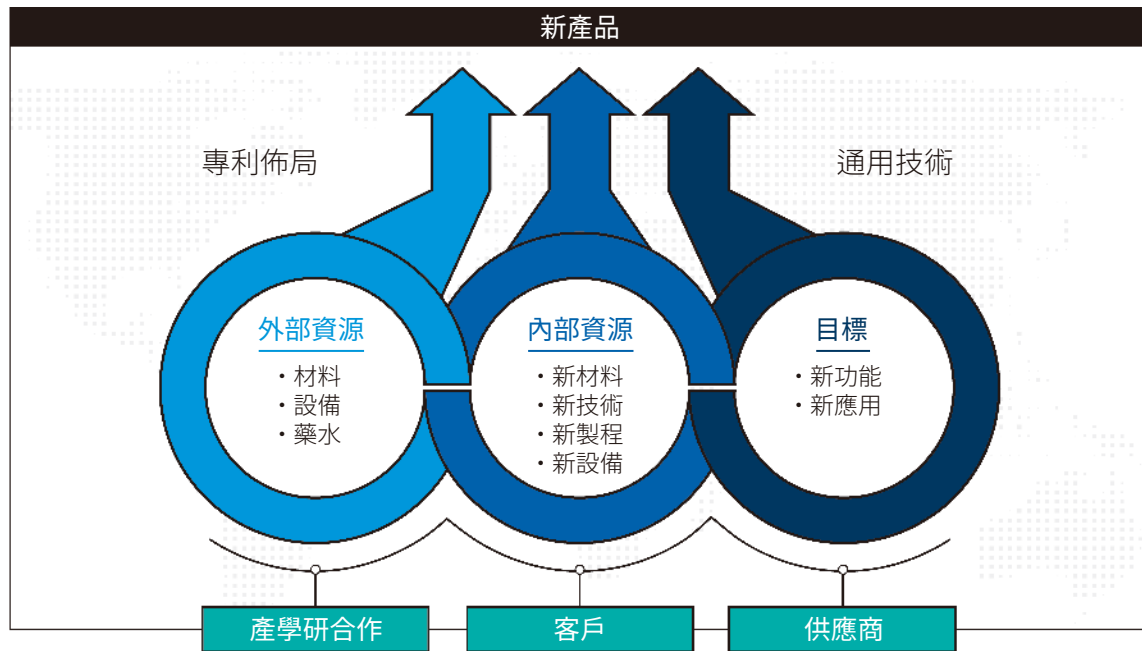 新產品
專利佈局
通用技術
外部資源
・材料
・設備
・藥水
內部資源
・新材料
・新技術
・新製程
・新設備
目標
・新功能
・新應用
產學研合作
客戶
供應商